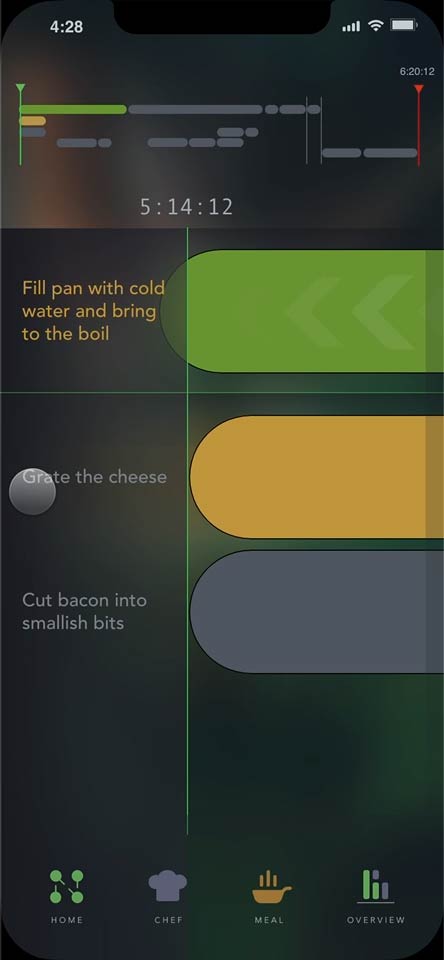 4:28
6:20:12
5:14:12
Fill pan with cold
water and bring
to the boil
Grate the cheese
Cut bacon into
smallish bits
HOME CHEF MEAL OVERVIEW